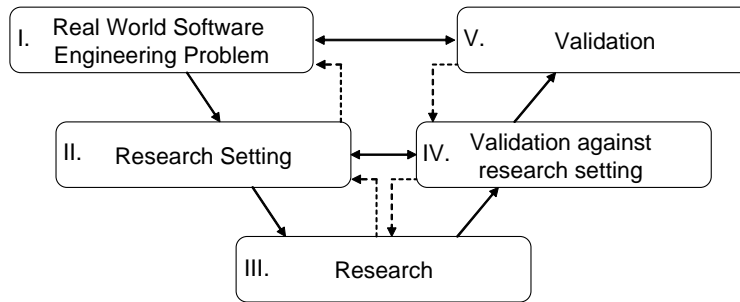 I. Real World Software
Engineering Problem
V. Validation
II. Research Setting
IV. Validation against
research setting
III. Research